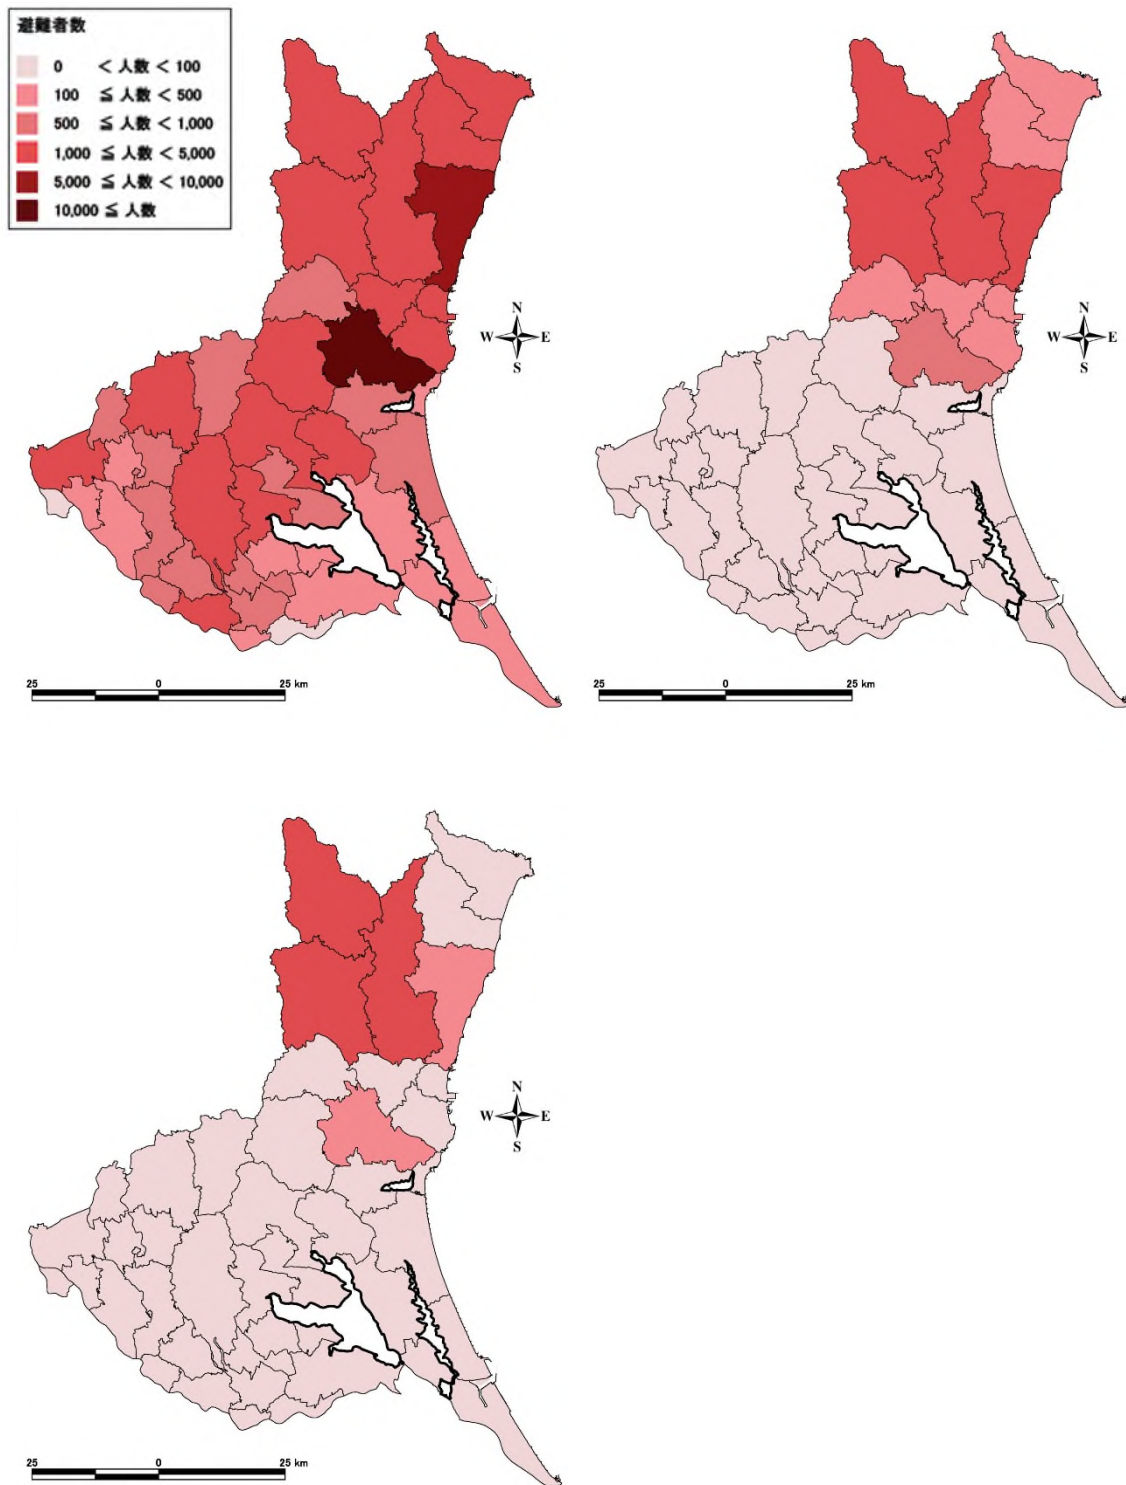 避難者数
0 < 人数 < 100
100 ≦ 人数 < 500
500 ≦ 人数 < 1,000
1,000 ≦ 人数 < 5,000
5,000 ≦ 人数 < 10,000
10,000 ≦ 人数
N
W E
S
25 0 25 km
N
W E
S
25 0 25 km
N
W E
S
25 0 25 km